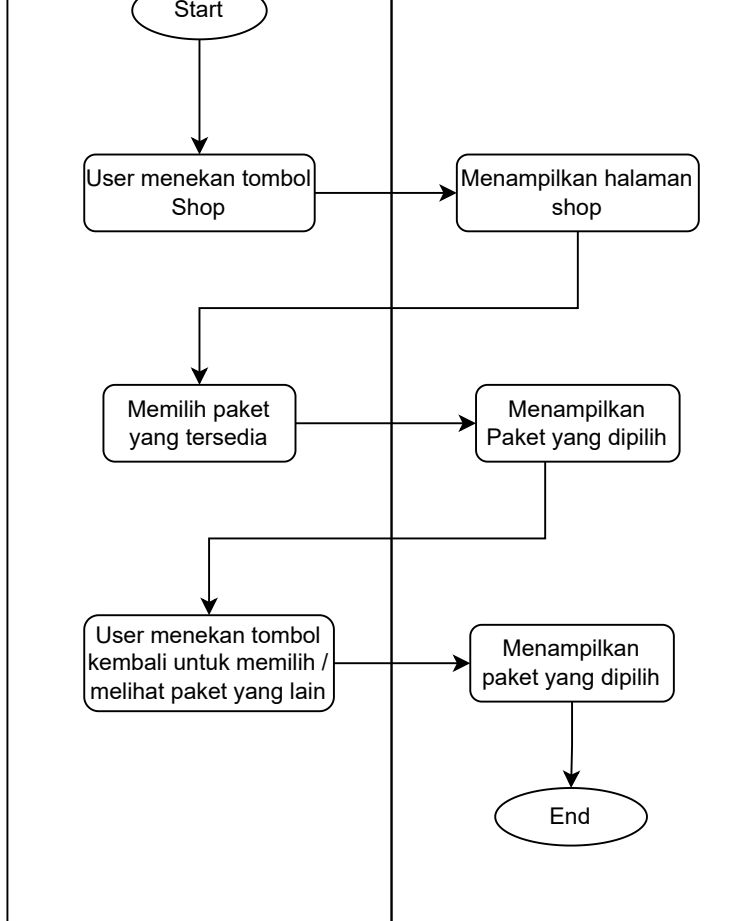 Start
User menekan tombol
Shop
Menampilkan halaman
shop
Memilih paket
yang tersedia
Menampilkan
Paket yang dipilih
User menekan tombol
kembali untuk memilih /
melihat paket yang lain
Menampilkan
paket yang dipilih
End